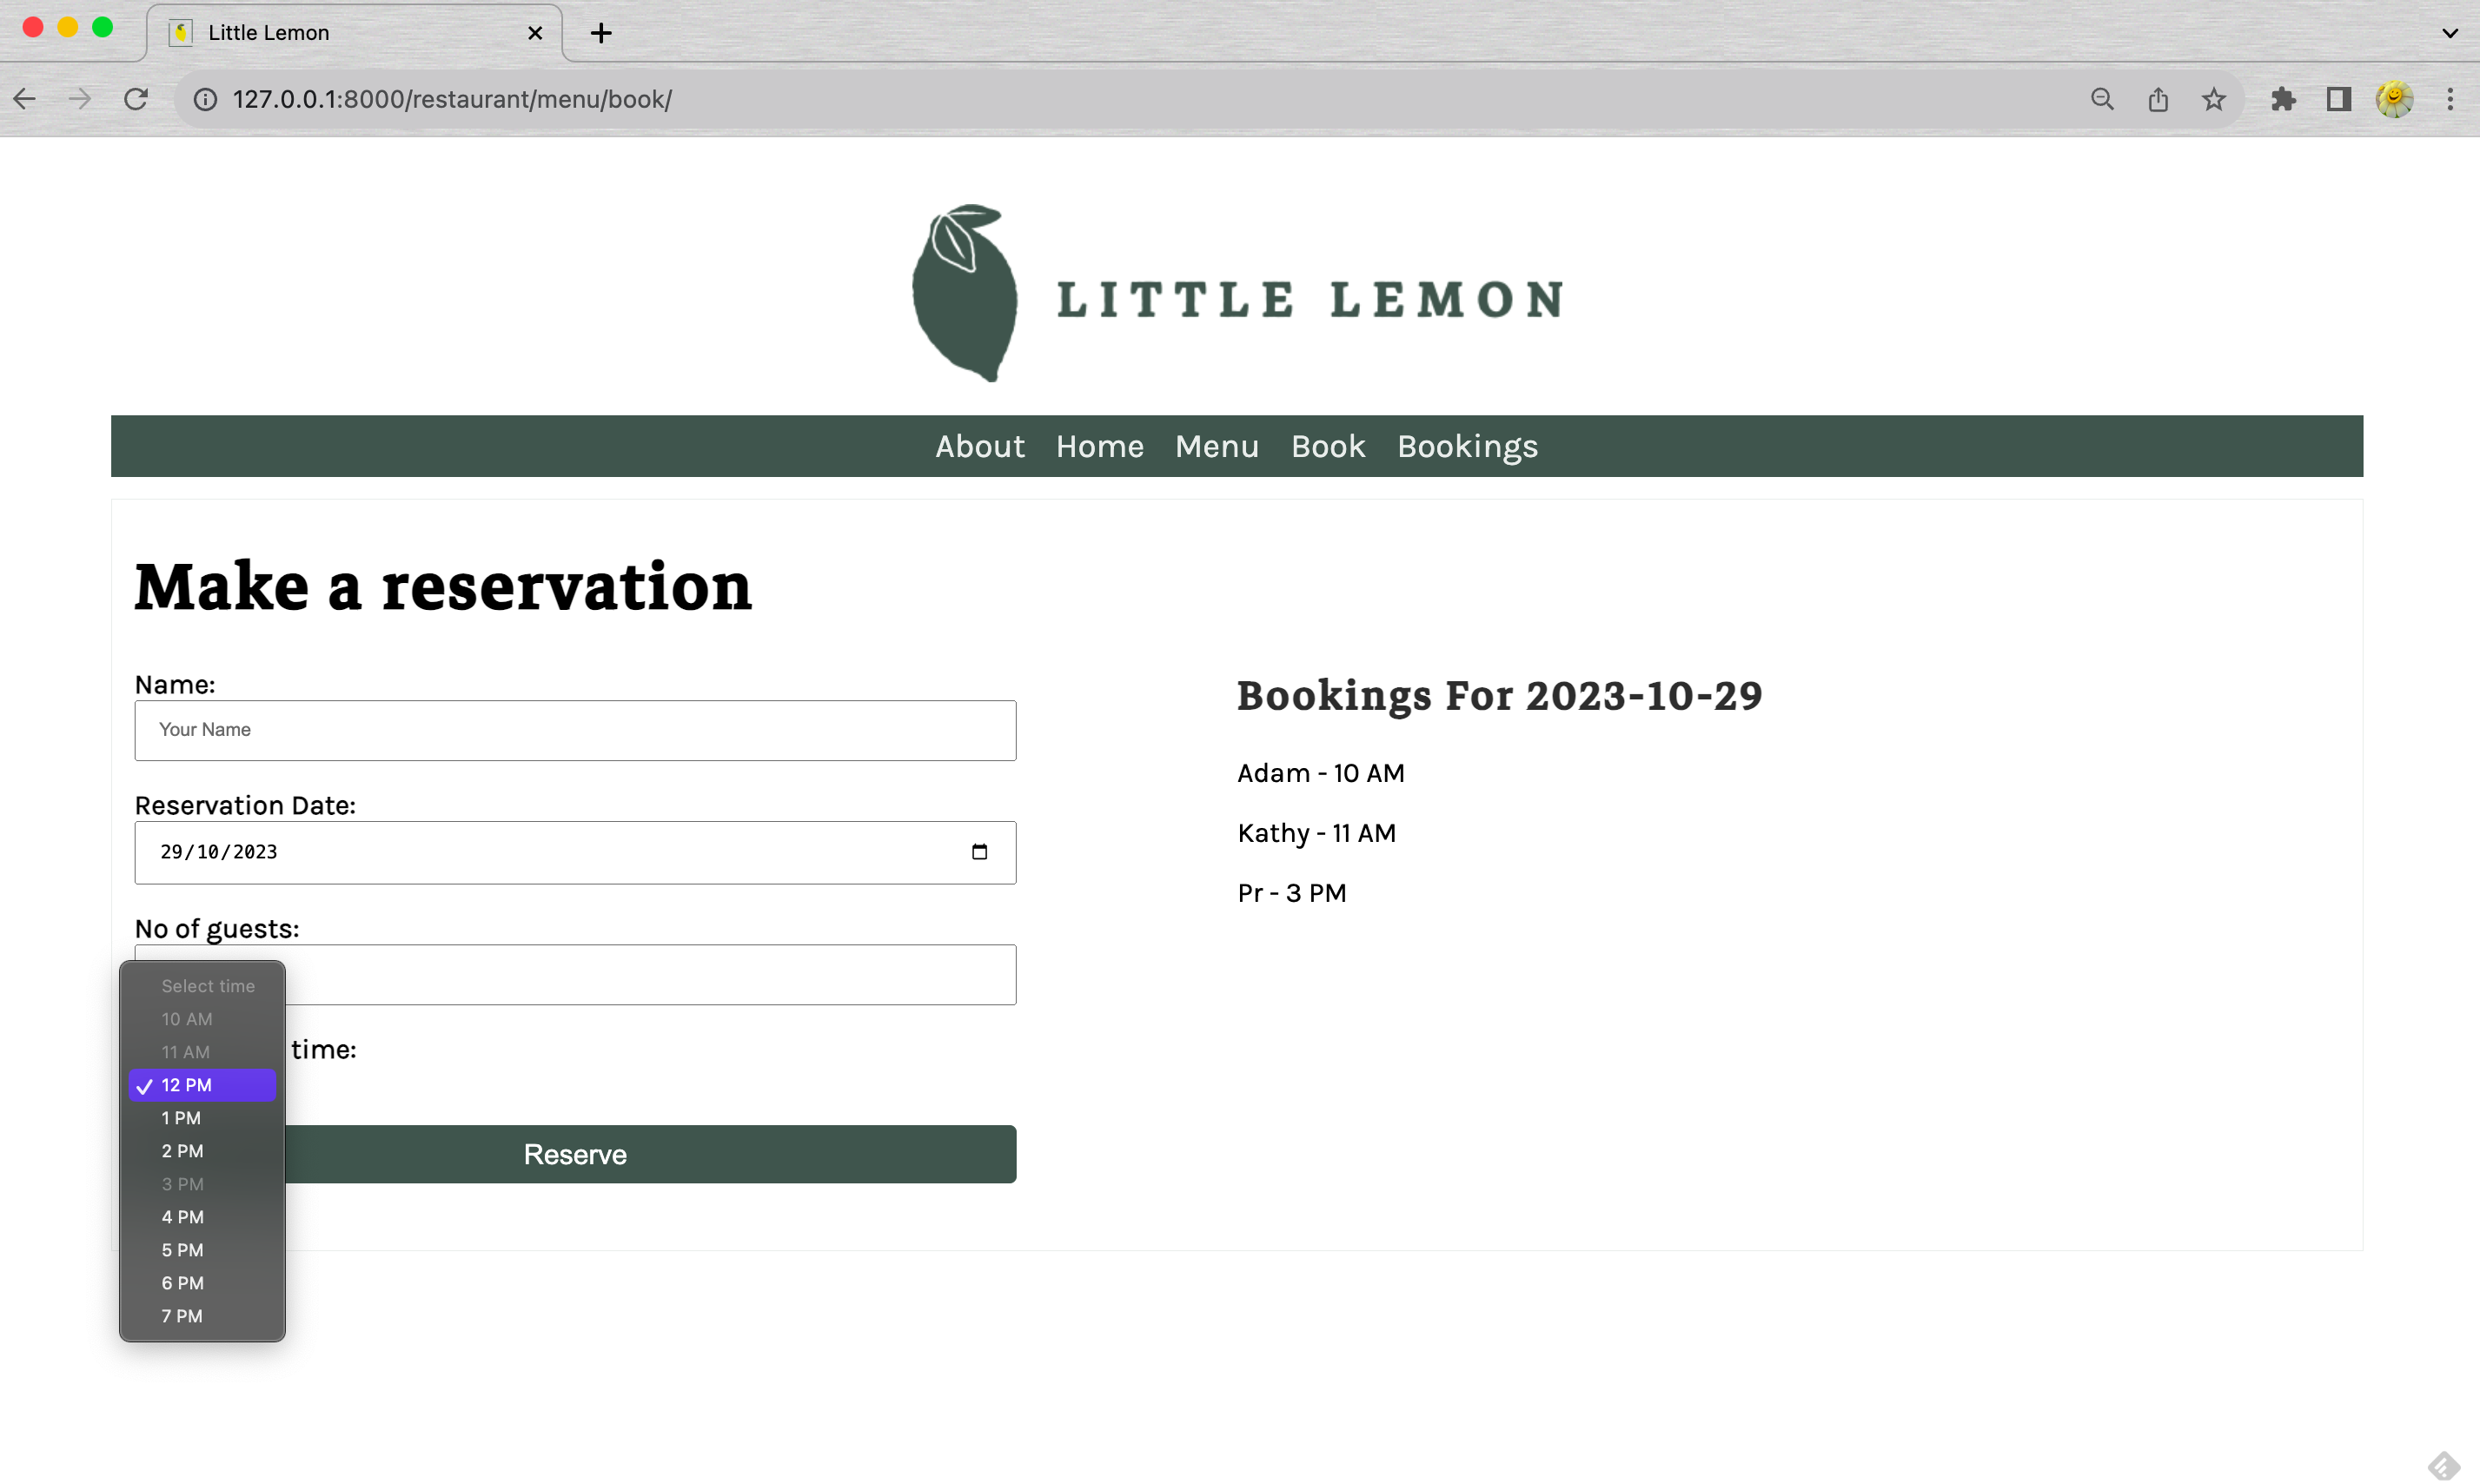 Little Lemon
127.0.0.1:8000/restaurant/menu/book/
LITTLE LEMON
About Home Menu Book Bookings
Make a reservation
Name:
Your Name
Reservation Date:
29/10/2023
No of guests:
time:
Select time
10 AM
11 AM
12 PM
1 PM
2 PM
3 PM
4 PM
5 PM
6 PM
7 PM
Reserve
Bookings For 2023-10-29
Adam - 10 AM
Kathy - 11 AM
Pr - 3 PM